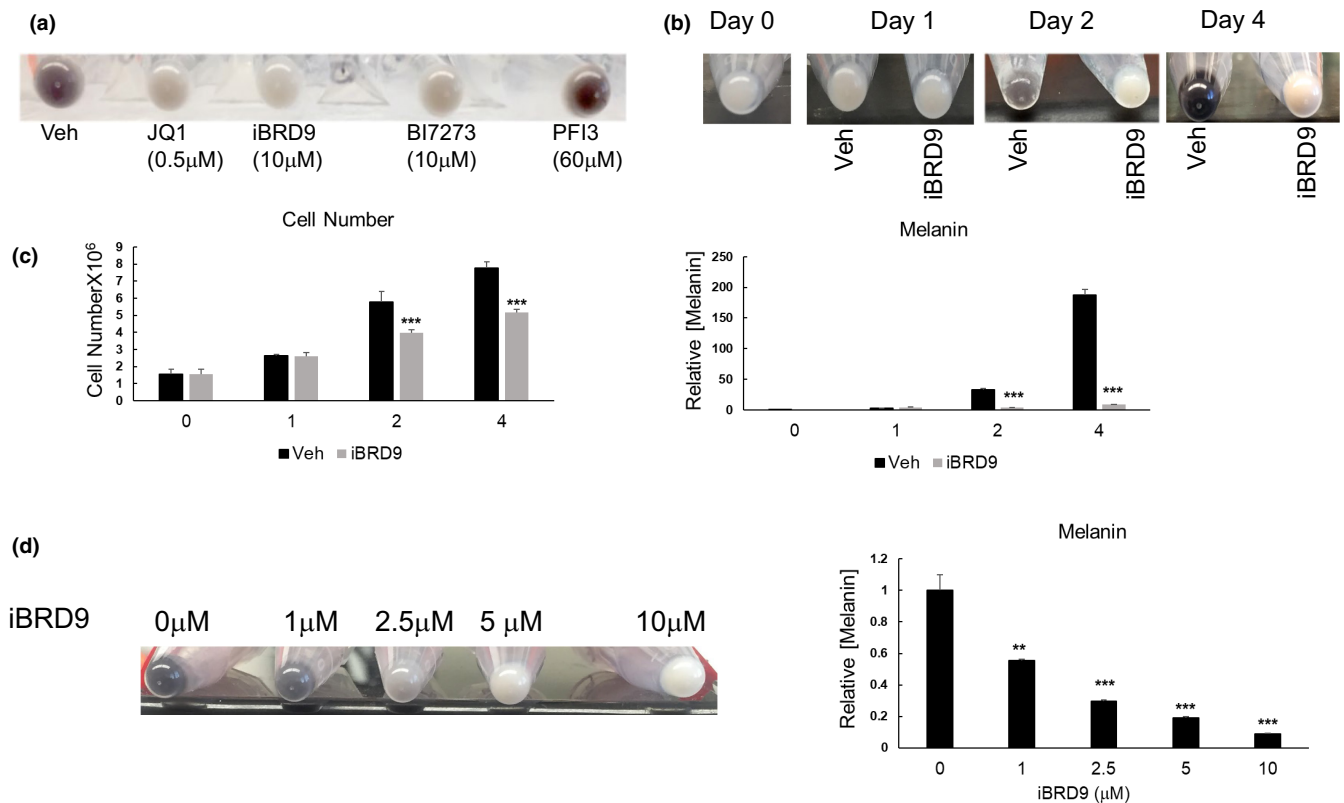 (a)
Veh JQ1 iBRD9 BI7273 PFI3
(0.5μM) (10μM) (10μM) (60μM)
(b)
Day 0 Day 1 Day 2 Day 4
Veh iBRD9 Veh iBRD9 Veh iBRD9
(c)
Cell Number
Cell NumberX10⁶
9
8
7
6
5
4
3
2
1
0
*** ***
0 1 2 4
Veh iBRD9
Melanin
Relative [Melanin]
250
200
150
100
50
0
*** ***
0 1 2 4
Veh iBRD9
(d)
iBRD9 0μM 1μM 2.5μM 5 μM 10μM
Melanin
Relative [Melanin]
1.2
1
0.8
0.6
0.4
0.2
0
** *** *** ***
0 1 2.5 5 10
iBRD9 (μM)